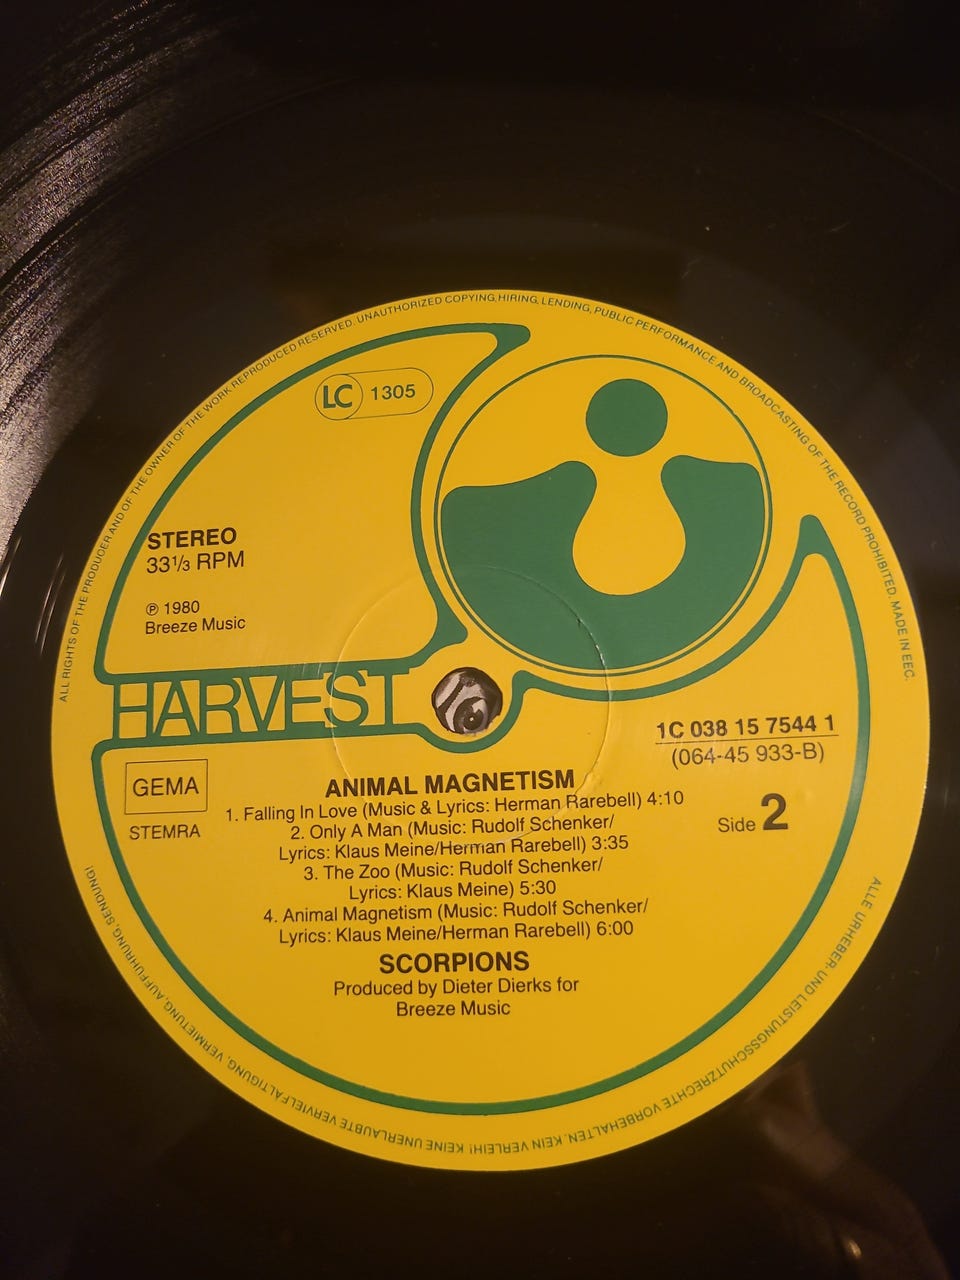 ALL RIGHTS OF THE PRODUCER AND OF THE OWNER OF THE WORK REPRODUCED RESERVED. UNAUTHORIZED COPYING, HIRING, LENDING, PUBLIC PERFORMANCE AND BROADCASTING OF THE RECORD PROHIBITED. MADE IN EEC.
LC 1305
STEREO
33 1/3 RPM
℗ 1980
Breeze Music
HARVEST
1C 038 15 7544 1
(064-45 933-B)
GEMA
STEMRA
Side 2
ANIMAL MAGNETISM
1. Falling In Love (Music & Lyrics: Herman Rarebell) 4:10
2. Only A Man (Music: Rudolf Schenker/
Lyrics: Klaus Meine/Herman Rarebell) 3:35
3. The Zoo (Music: Rudolf Schenker/
Lyrics: Klaus Meine) 5:30
4. Animal Magnetism (Music: Rudolf Schenker/
Lyrics: Klaus Meine/Herman Rarebell) 6:00
SCORPIONS
Produced by Dieter Dierks for
Breeze Music
ALLE URHEBER- UND LEISTUNGSSCHUTZRECHTE VORBEHALTEN. KEIN VERLEIH! KEINE UNERLAUBTE VERVIELFÄLTIGUNG, VERMIETUNG, AUFFÜHRUNG, SENDUNG!